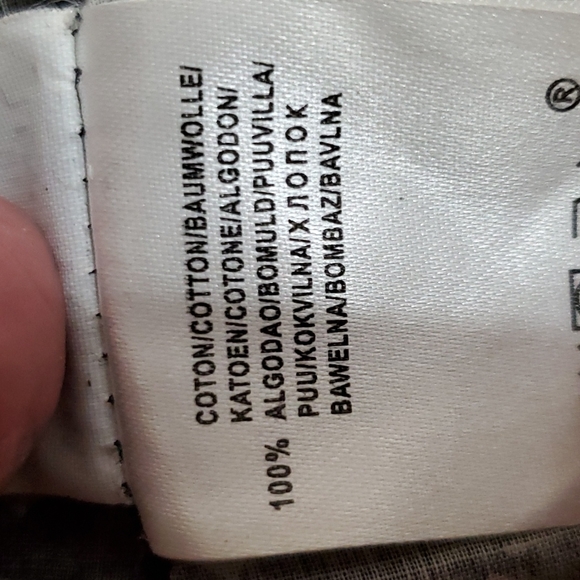 COTON/COTTON/BAUMWOLLE/
KATOEN/COTONE/ALGODON/
100% ALGODAO/BOMULD/PUUVILLA/
PUU/KOKVILNA/ХЛОПОК
BAWELNA/BOMBAZ/BAVLNA
®